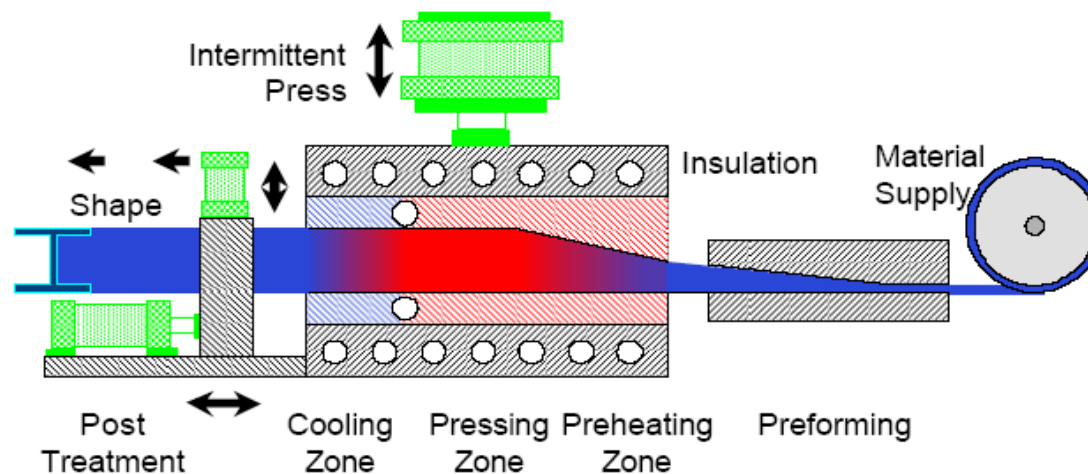 Intermittent
Press
Shape
Insulation
Material
Supply
Post
Treatment
Cooling
Zone
Pressing
Zone
Preheating
Zone
Preforming